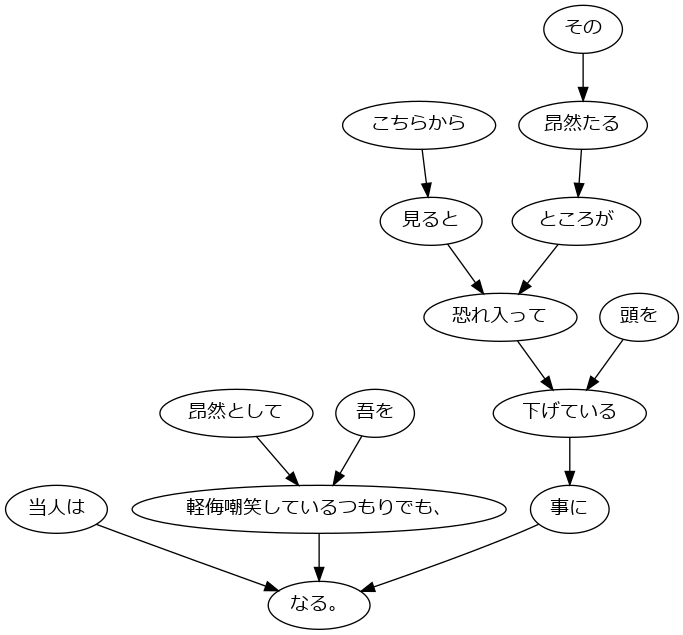 その
こちらから
昂然たる
見ると
ところが
恐れ入って
頭を
昂然として
吾を
下げている
当人は
軽侮嘲笑しているつもりでも、
事に
なる。